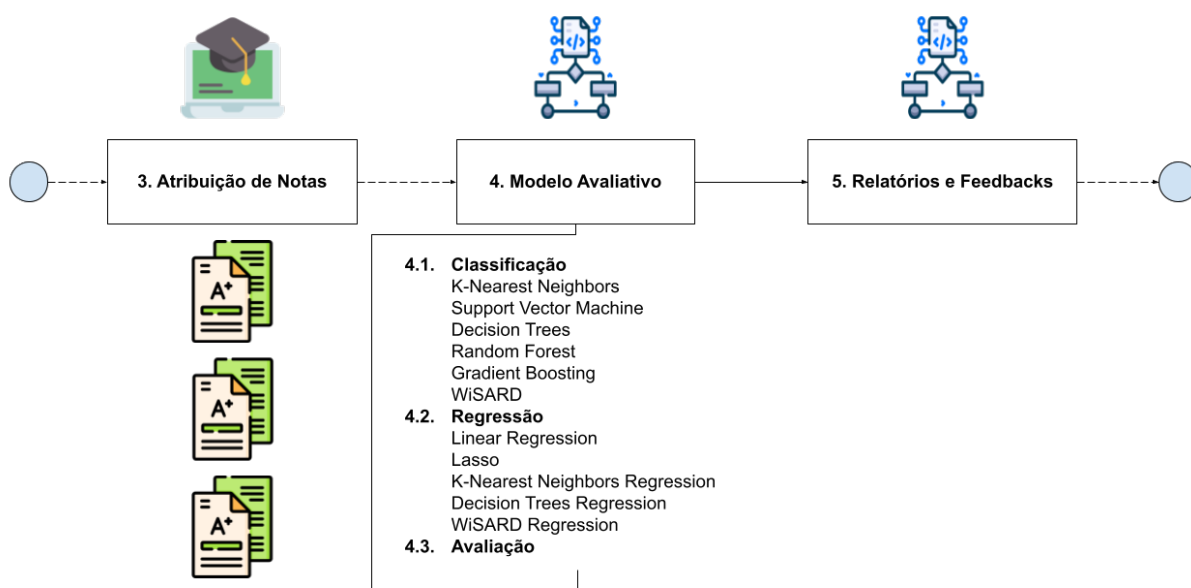 3. Atribuição de Notas
4. Modelo Avaliativo
5. Relatórios e Feedbacks
A+
A+
A+
4.1. Classificação
K-Nearest Neighbors
Support Vector Machine
Decision Trees
Random Forest
Gradient Boosting
WiSARD
4.2. Regressão
Linear Regression
Lasso
K-Nearest Neighbors Regression
Decision Trees Regression
WiSARD Regression
4.3. Avaliação